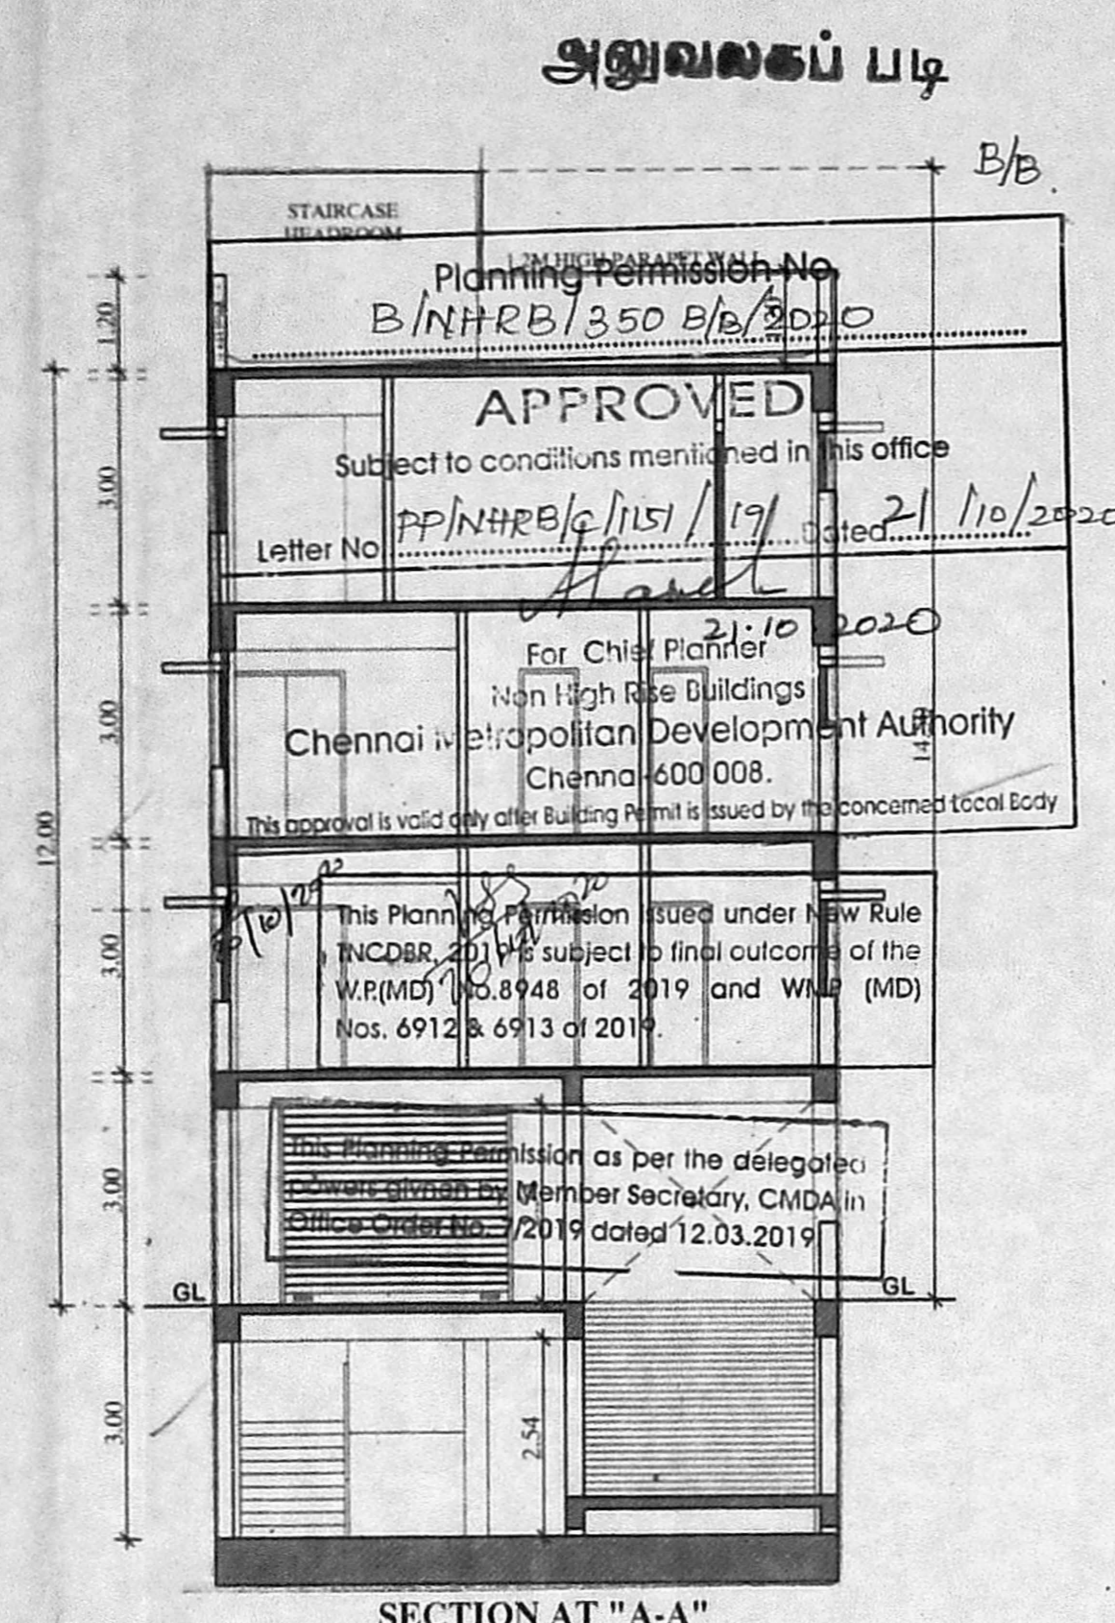 அலுவலகப் படி
B/B
STAIRCASE
HEADROOM
1.2M HIGH PARAPET WALL
Planning Permission No.
B/NHRB/350 B/B/2020
APPROVED
Subject to conditions mentioned in this office
Letter No. PP/NHRB/C/1151/19/ Dated 21/10/2020
21.10 2020
For Chief Planner
Non High Rise Buildings
Chennai Metropolitan Development Authority
Chennai-600 008.
This approval is valid only after Building Permit is issued by the concerned Local Body
This Planning Permission issued under New Rule
TNCDBR, 2019 is subject to final outcome of the
W.P.(MD) No.8948 of 2019 and WMP (MD)
Nos. 6912 & 6913 of 2019.
This Planning Permission as per the delegated
powers givnen by Member Secretary, CMDA in
Office Order No. 7/2019 dated 12.03.2019
1.20
3.00
3.00
12.00
3.00
3.00
GL
GL
3.00
2.54
SECTION AT "A-A"